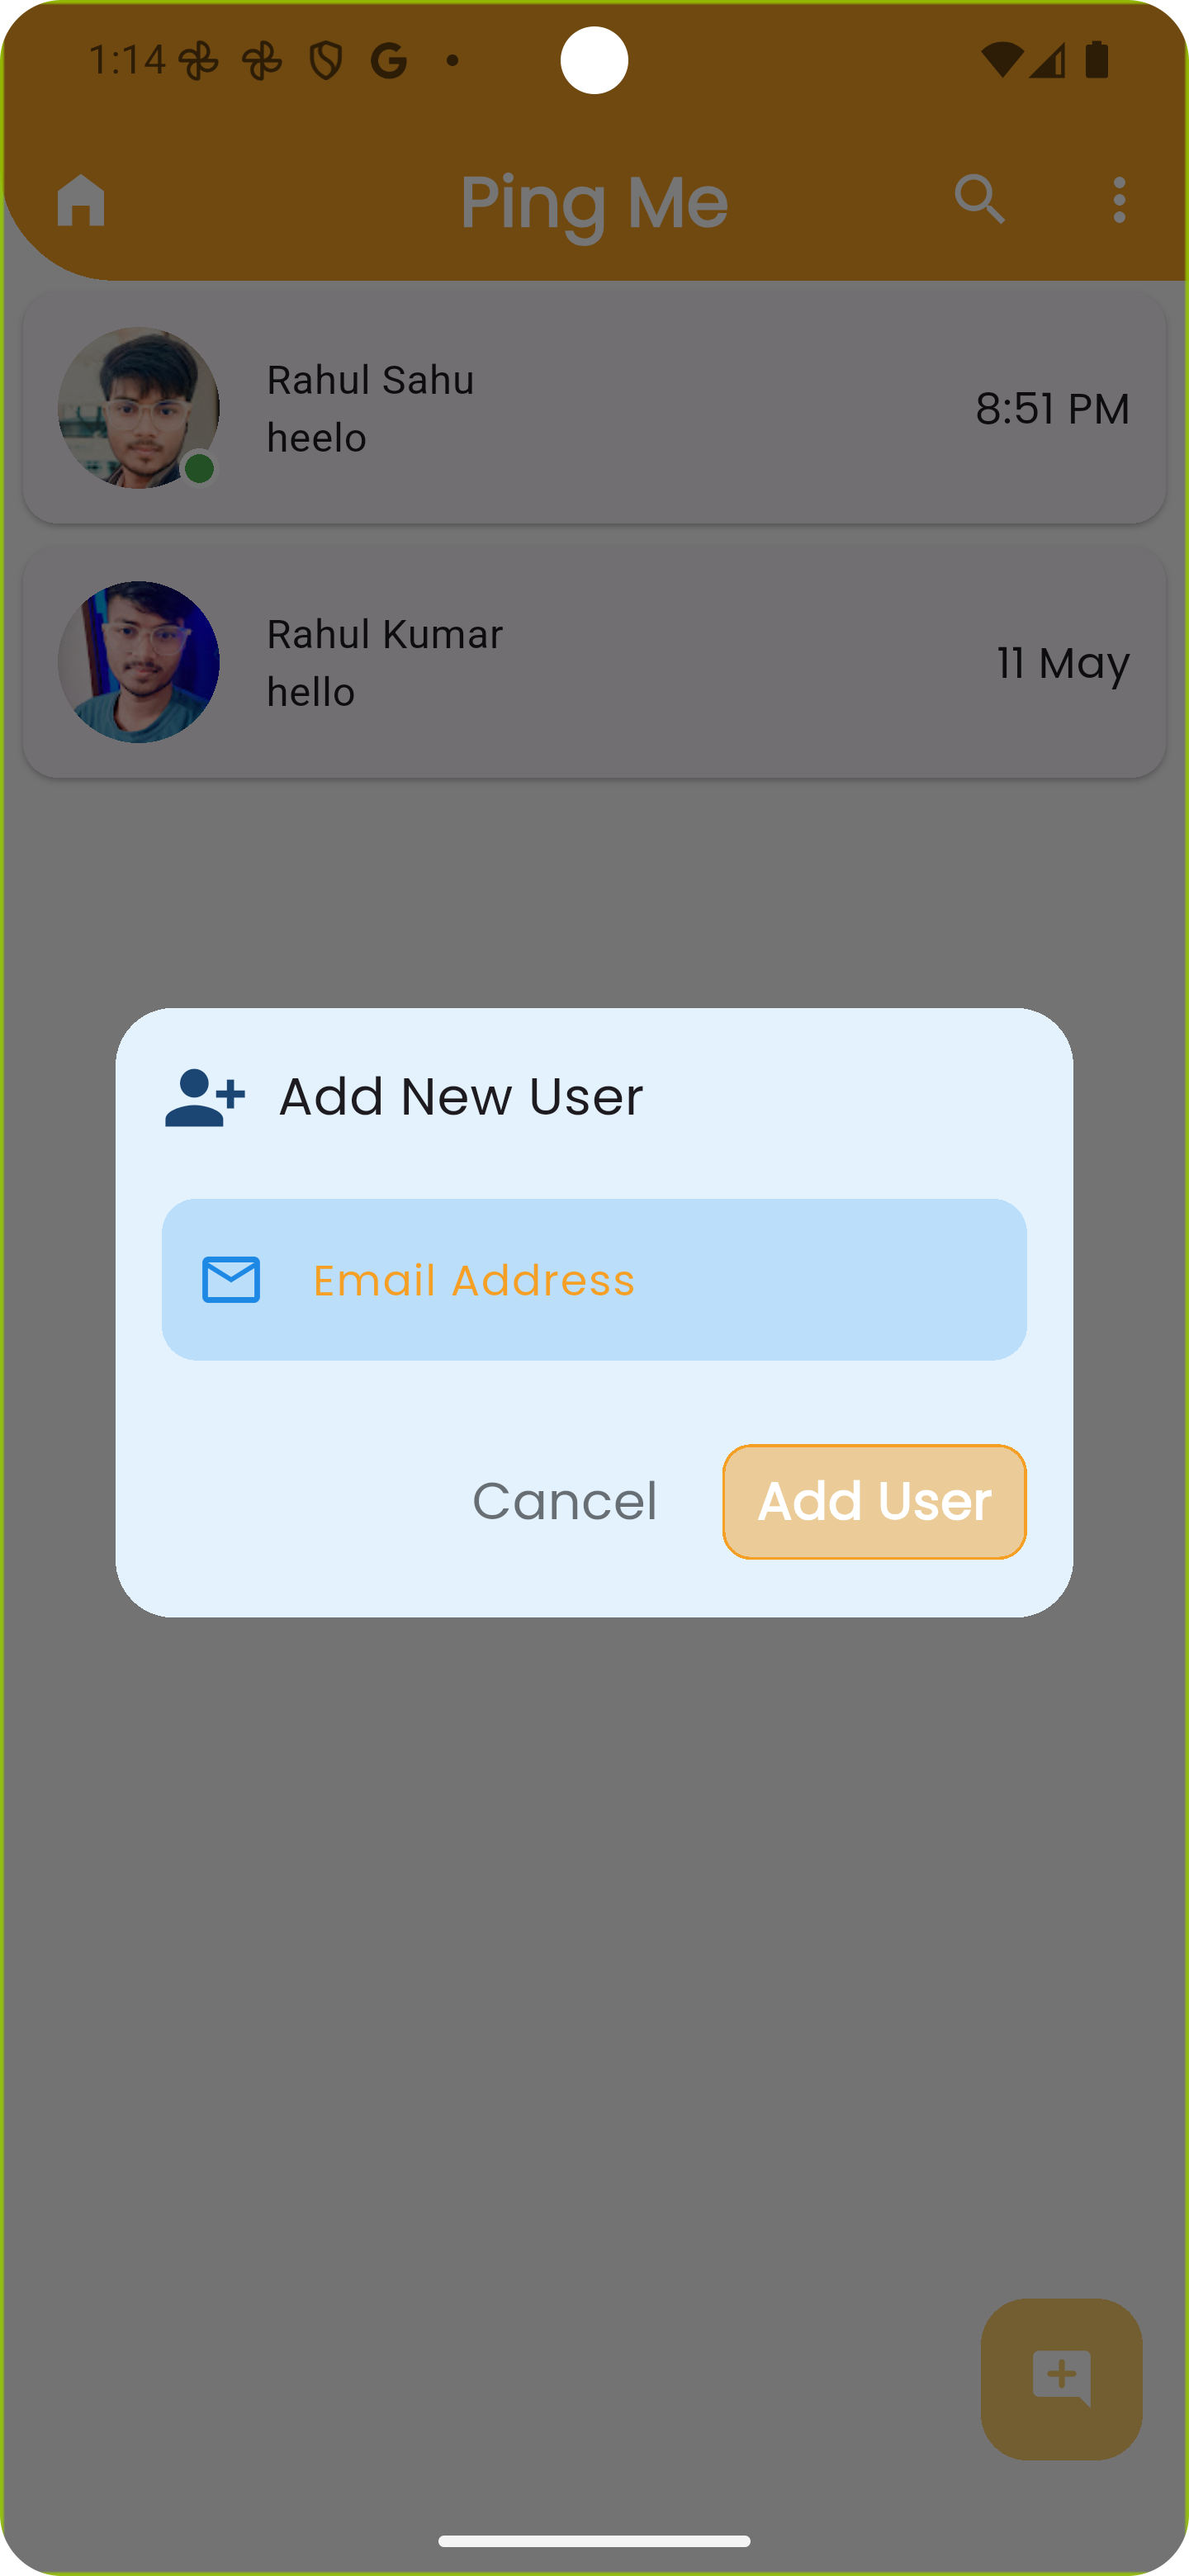 1:14
Ping Me
Rahul Sahu
heelo
8:51 PM
Rahul Kumar
hello
11 May
Add New User
Email Address
Cancel
Add User